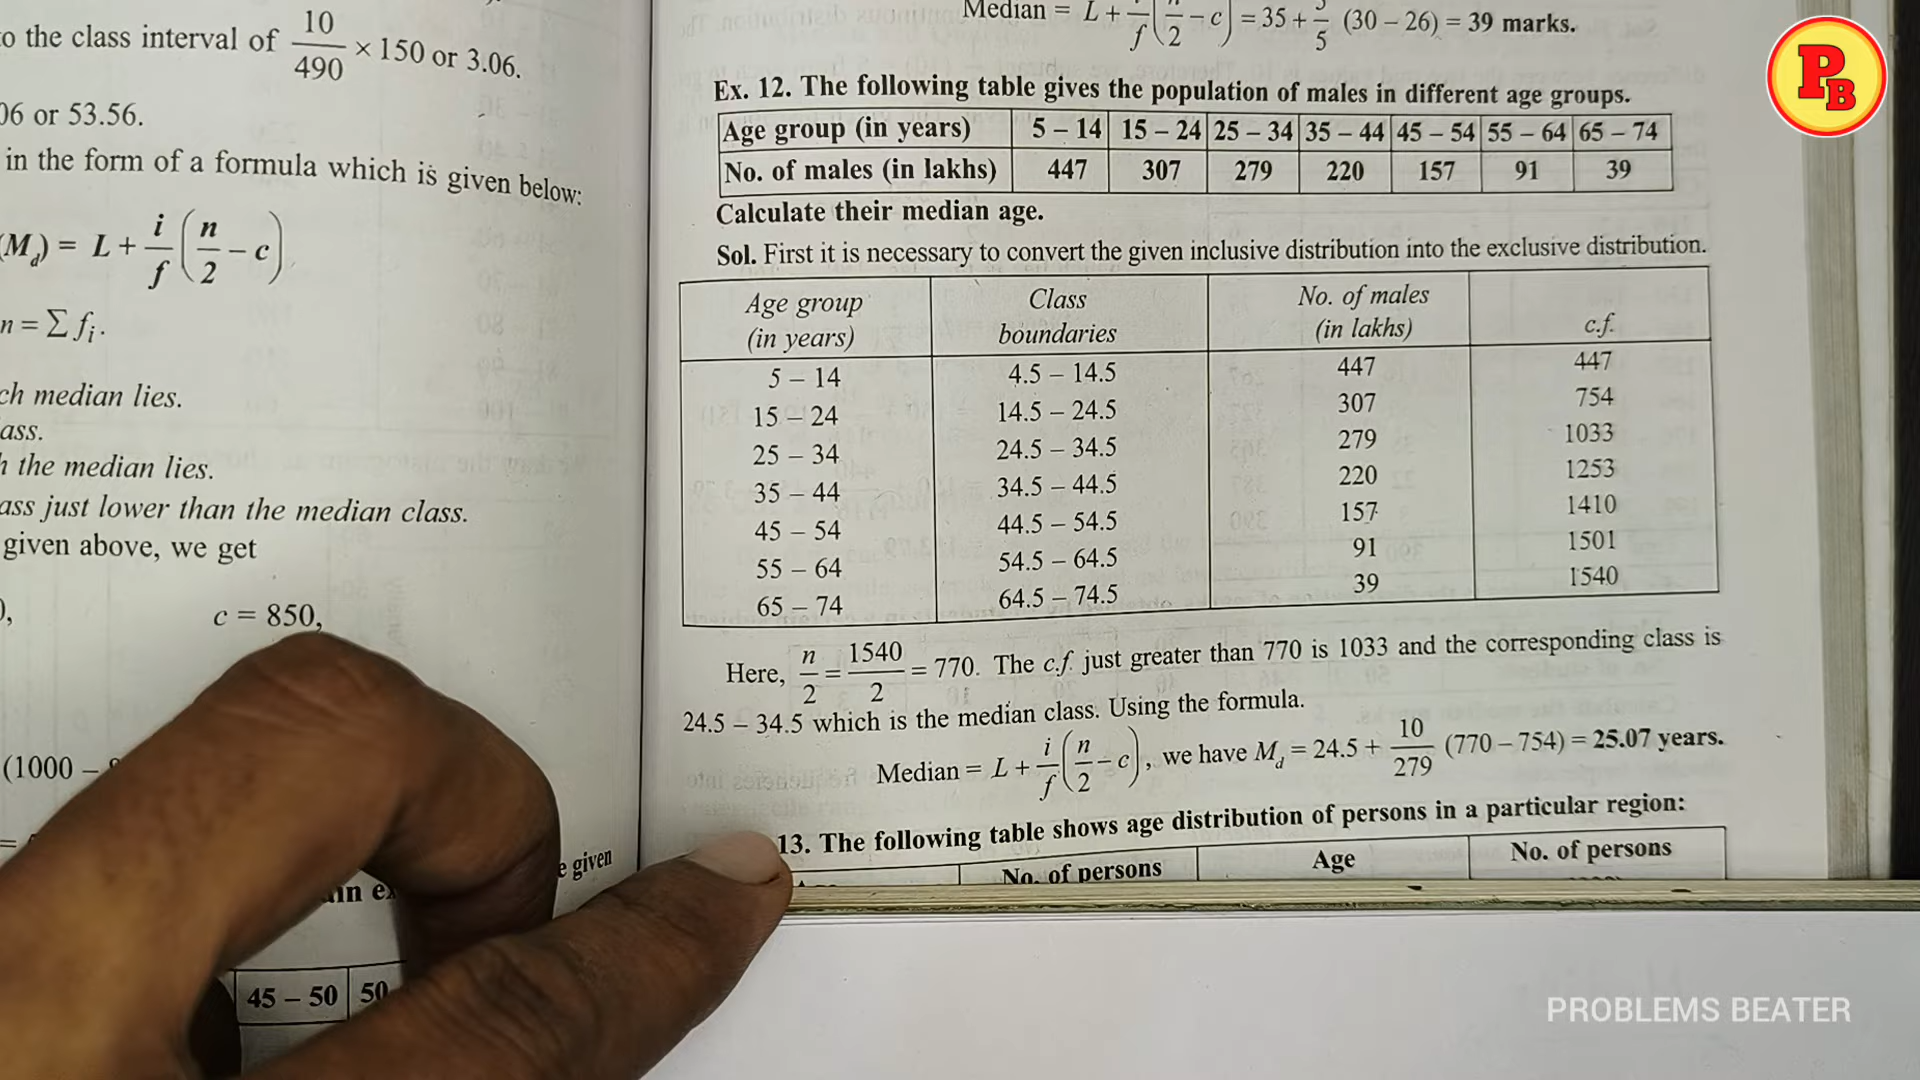 o the class interval of 10/490 × 150 or 3.06.
06 or 53.56.
in the form of a formula which is given below:
(M_d) = L + i/f (n/2 − c)
n = ∑ f_i.
ch median lies.
ass.
h the median lies.
ass just lower than the median class.
given above, we get
c = 850,
(1000 −
e given
in ex
45 – 50 50
Median = L + /f (/2 − c) = 35 + /5 (30 − 26) = 39 marks.
Ex. 12. The following table gives the population of males in different age groups.
Age group (in years) 5 – 14 15 – 24 25 – 34 35 – 44 45 – 54 55 – 64 65 – 74
No. of males (in lakhs) 447 307 279 220 157 91 39
Calculate their median age.
Sol. First it is necessary to convert the given inclusive distribution into the exclusive distribution.
Age group (in years) Class boundaries No. of males (in lakhs) c.f.
5 – 14 4.5 – 14.5 447 447
15 – 24 14.5 – 24.5 307 754
25 – 34 24.5 – 34.5 279 1033
35 – 44 34.5 – 44.5 220 1253
45 – 54 44.5 – 54.5 157 1410
55 – 64 54.5 – 64.5 91 1501
65 – 74 64.5 – 74.5 39 1540
Here, n/2 = 1540/2 = 770. The c.f. just greater than 770 is 1033 and the corresponding class is
24.5 – 34.5 which is the median class. Using the formula.
Median = L + i/f (n/2 − c), we have M_d = 24.5 + 10/279 (770 − 754) = 25.07 years.
13. The following table shows age distribution of persons in a particular region:
No. of persons Age No. of persons
PB
PROBLEMS BEATER